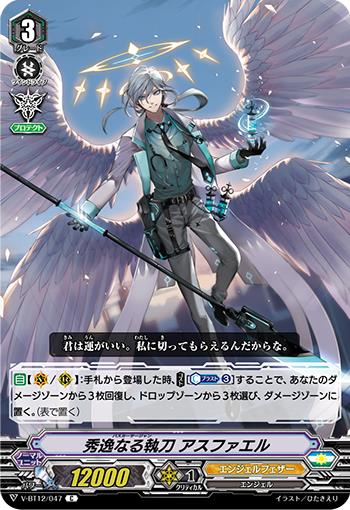 3
グレード
ツインドライブ
プロテクト
君は運がいい。私に切ってもらえるんだからな。
自【V/R】:手札から登場した時、【CB ブラスト 3】することで、あなたのダ
メージゾーンから3枚回復し、ドロップゾーンから3枚選び、ダメージゾーンに
置く。(表で置く)
秀逸なる執刀 アスファエル
ノーマル
ユニット
パワー
12000
1
クリティカル
エンジェルフェザー
エンジェル
V-BT12/047
C
イラスト/ひたきえり